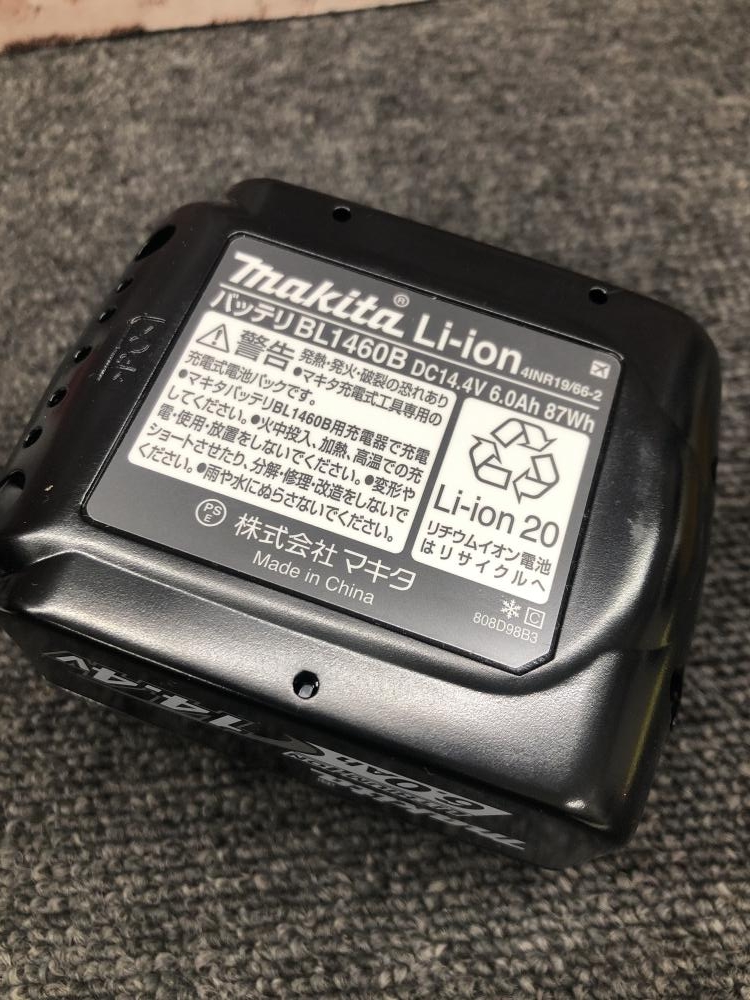 makita® Li-ion 4INR19/66-2
バッテリBL1460B DC14.4V 6.0Ah 87Wh
警告 発熱・発火・破裂の恐れあり
●マキタ充電式工具専用の
充電式電池パックです。
●マキタバッテリBL1460B用充電器で充電
してください。●火中投入、加熱、高温での充
電・使用・放置をしないでください。●変形や
ショートさせたり、分解・修理・改造をしないで
ください。●雨や水にぬらさないでください。
Li-ion 20
リチウムイオン電池
はリサイクルへ
PSE 株式会社 マキタ
Made in China
C
808D98B3
14.4V
6.0Ah
makita